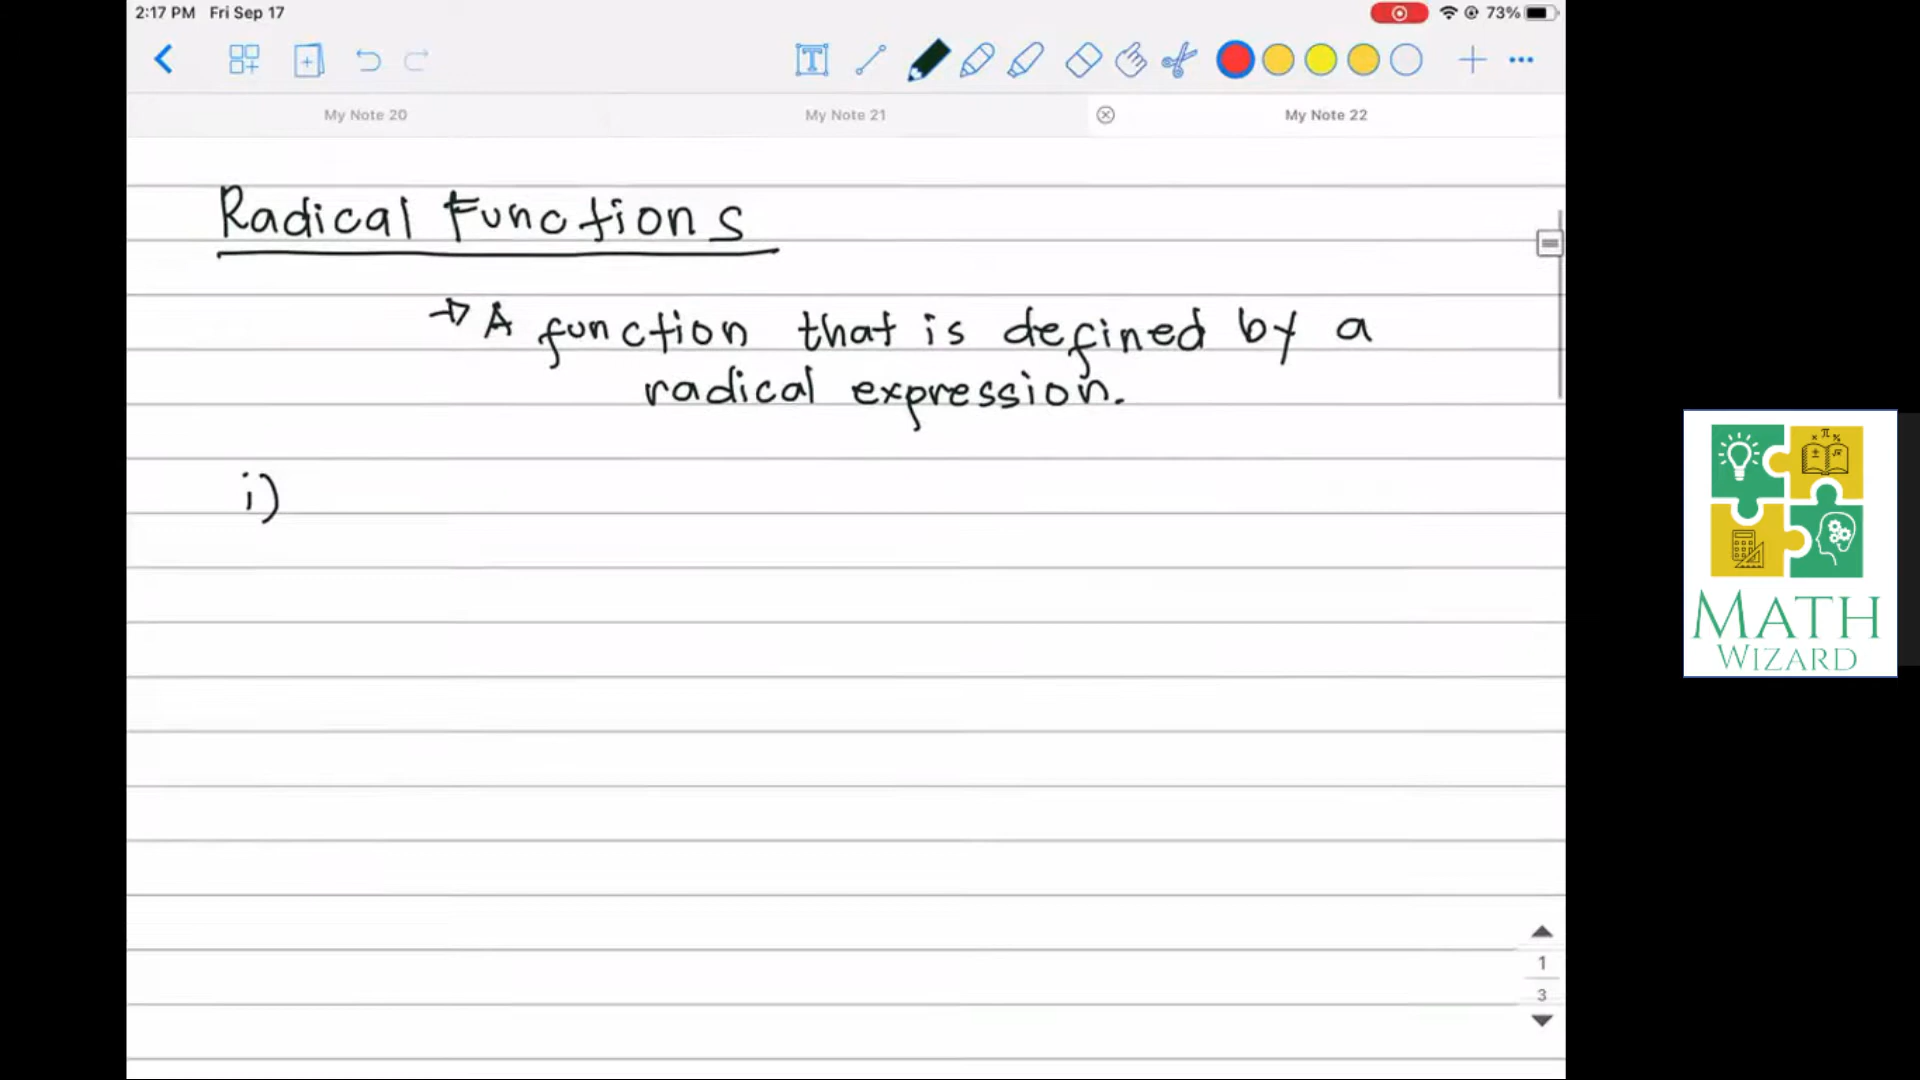 2:17 PM Fri Sep 17
73%
My Note 20
My Note 21
My Note 22
Radical Functions
→ A function that is defined by a
radical expression.
i)
MATH
WIZARD
1
3